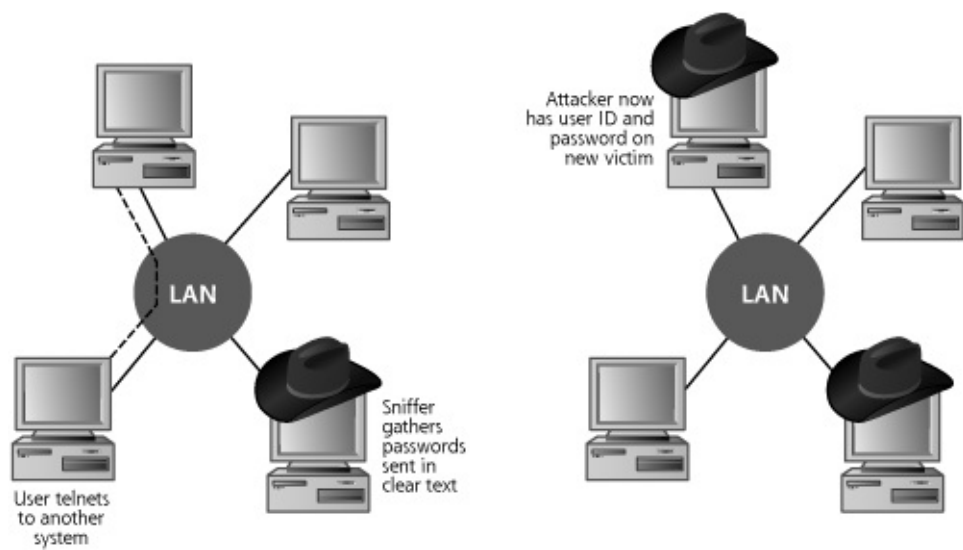 LAN
Sniffer
gathers
passwords
sent in
clear text
User telnets
to another
system
Attacker now
has user ID and
password on
new victim
LAN